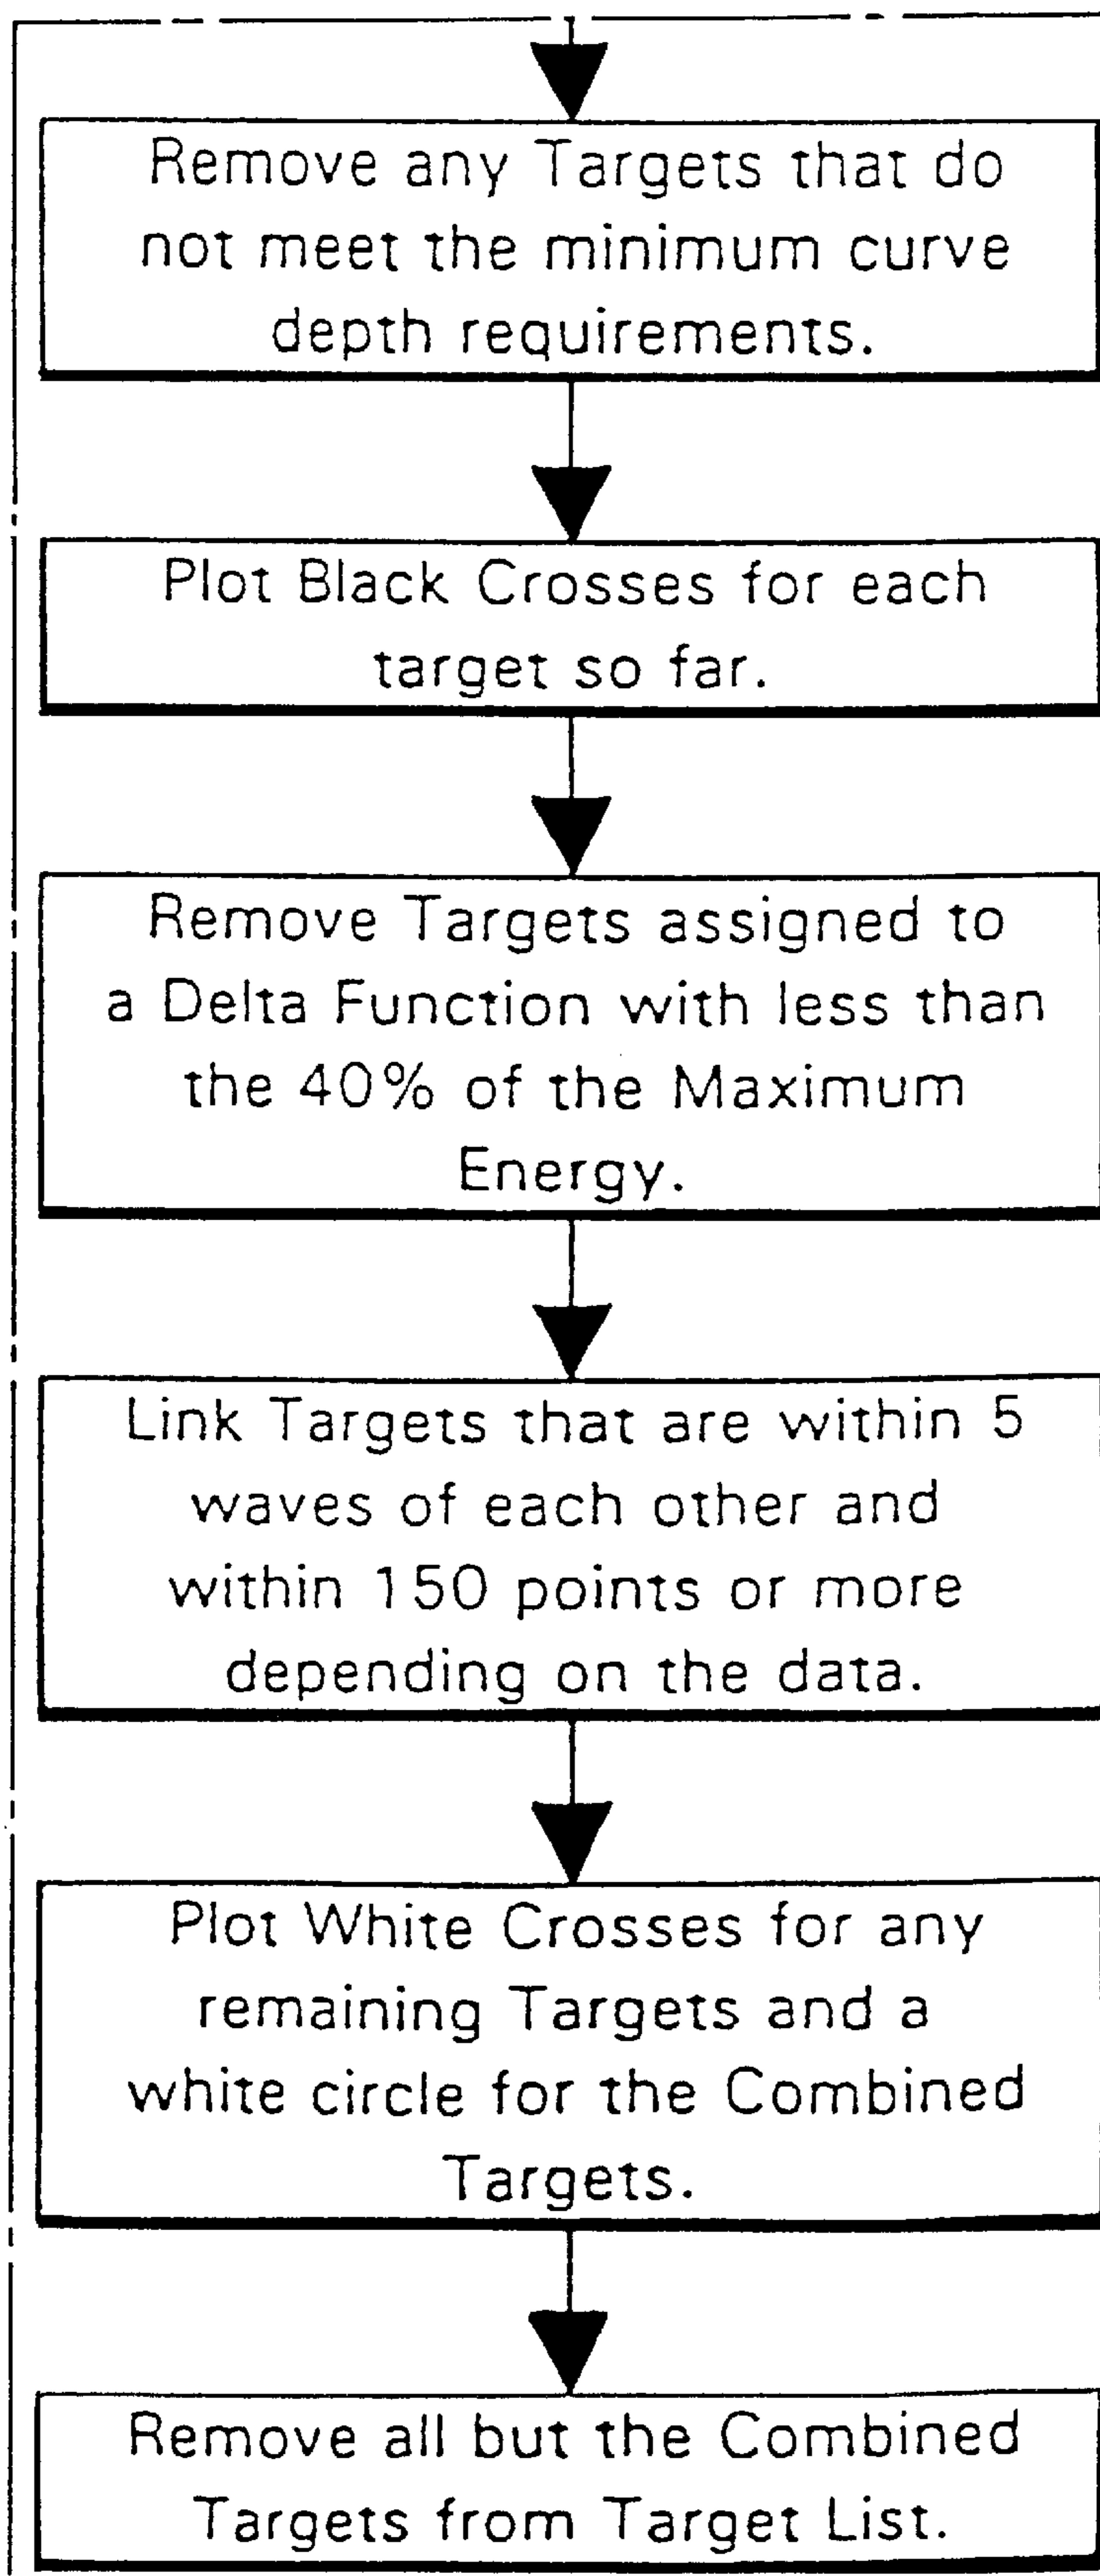 Remove any Targets that do
not meet the minimum curve
depth requirements.
Plot Black Crosses for each
target so far.
Remove Targets assigned to
a Delta Function with less than
the 40% of the Maximum
Energy.
Link Targets that are within 5
waves of each other and
within 150 points or more
depending on the data.
Plot White Crosses for any
remaining Targets and a
white circle for the Combined
Targets.
Remove all but the Combined
Targets from Target List.